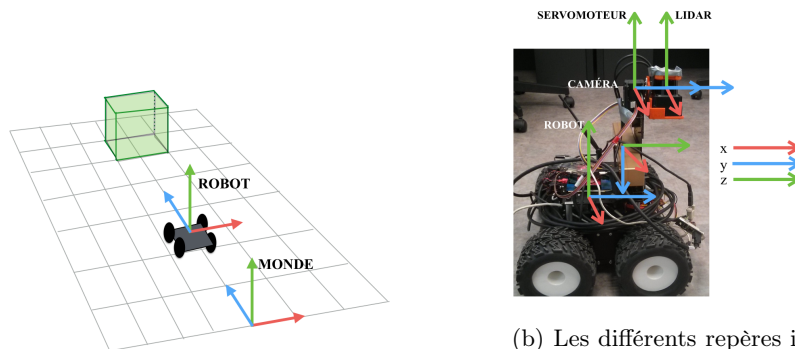 ROBOT
MONDE
SERVOMOTEUR
LIDAR
CAMÉRA
ROBOT
x
y
z
(b) Les différents repères i